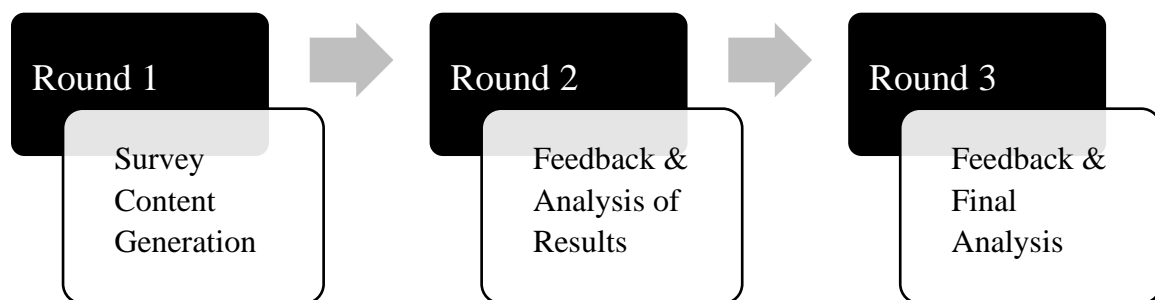 Round 1
Survey
Content
Generation
Round 2
Feedback &
Analysis of
Results
Round 3
Feedback &
Final
Analysis